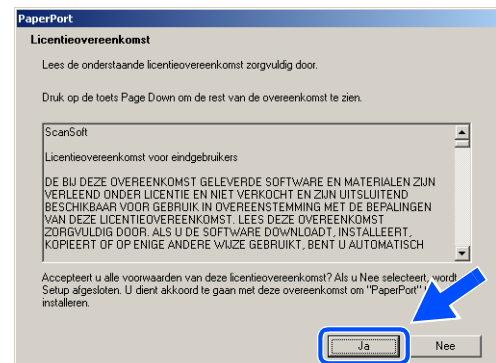 PaperPort
Licentieovereenkomst
Lees de onderstaande licentieovereenkomst zorgvuldig door.
Druk op de toets Page Down om de rest van de overeenkomst te zien.
ScanSoft
Licentieovereenkomst voor eindgebruikers
DE BIJ DEZE OVEREENKOMST GELEVERDE SOFTWARE EN MATERIALEN ZIJN
VERLEEND ONDER LICENTIE EN NIET VERKOCHT EN ZIJN UITSLUITEND
BESCHIKBAAR VOOR GEBRUIK IN OVEREENSTEMMING MET DE BEPALINGEN
VAN DEZE LICENTIEOVEREENKOMST. LEES DEZE OVEREENKOMST
ZORGVULDIG DOOR. ALS U DE SOFTWARE DOWNLOADT, INSTALLEERT,
KOPIEERT OF OP ENIGE ANDERE WIJZE GEBRUIKT, BENT U AUTOMATISCH
Accepteert u alle voorwaarden van deze licentieovereenkomst? Als u Nee selecteert, wordt
Setup afgesloten. U dient akkoord te gaan met deze overeenkomst om "PaperPort"
installeren.
Ja
Nee